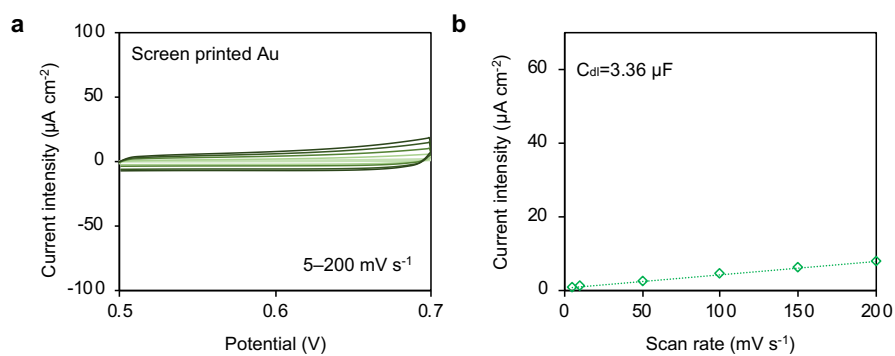 a
Screen printed Au
Current intensity (µA cm⁻²)
100
50
0
-50
-100
5–200 mV s⁻¹
0.5
0.6
0.7
Potential (V)
b
Cdl=3.36 µF
Current intensity (µA cm⁻²)
60
40
20
0
0
50
100
150
200
Scan rate (mV s⁻¹)